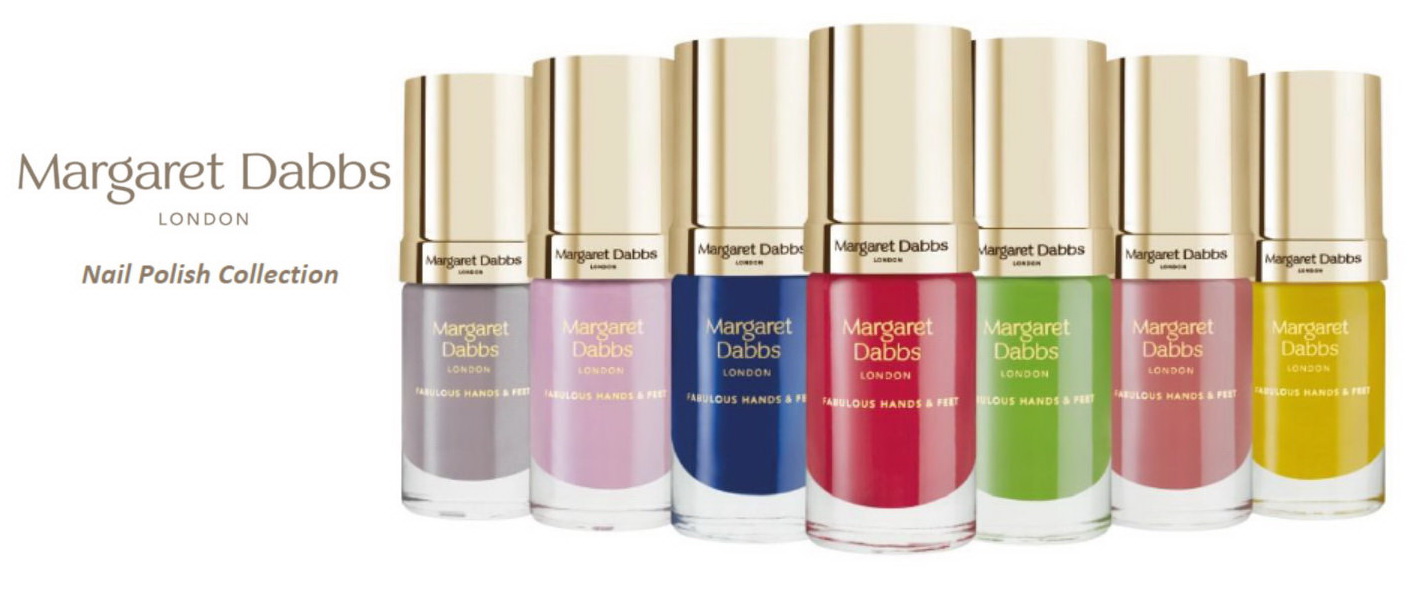 Margaret Dabbs
LONDON
Nail Polish Collection
Margaret Dabbs
LONDON
Margaret
Dabbs
LONDON
FABULOUS HANDS & FEET
Margaret Dabbs
LONDON
Margaret
Dabbs
LONDON
FABULOUS HANDS & FEET
Margaret Dabbs
LONDON
Margaret
Dabbs
LONDON
FABULOUS HANDS & FE
Margaret Dabbs
LONDON
Margaret
Dabbs
LONDON
FABULOUS HANDS & FEET
Margaret Dabbs
LONDON
Margaret
Dabbs
LONDON
ULOUS HANDS & FEET
Margaret Dabbs
LONDON
Margaret
Dabbs
LONDON
FABULOUS HANDS & FEET
Margaret Dabbs
LONDON
Margaret
Dabbs
LONDON
FABULOUS HANDS & FEET